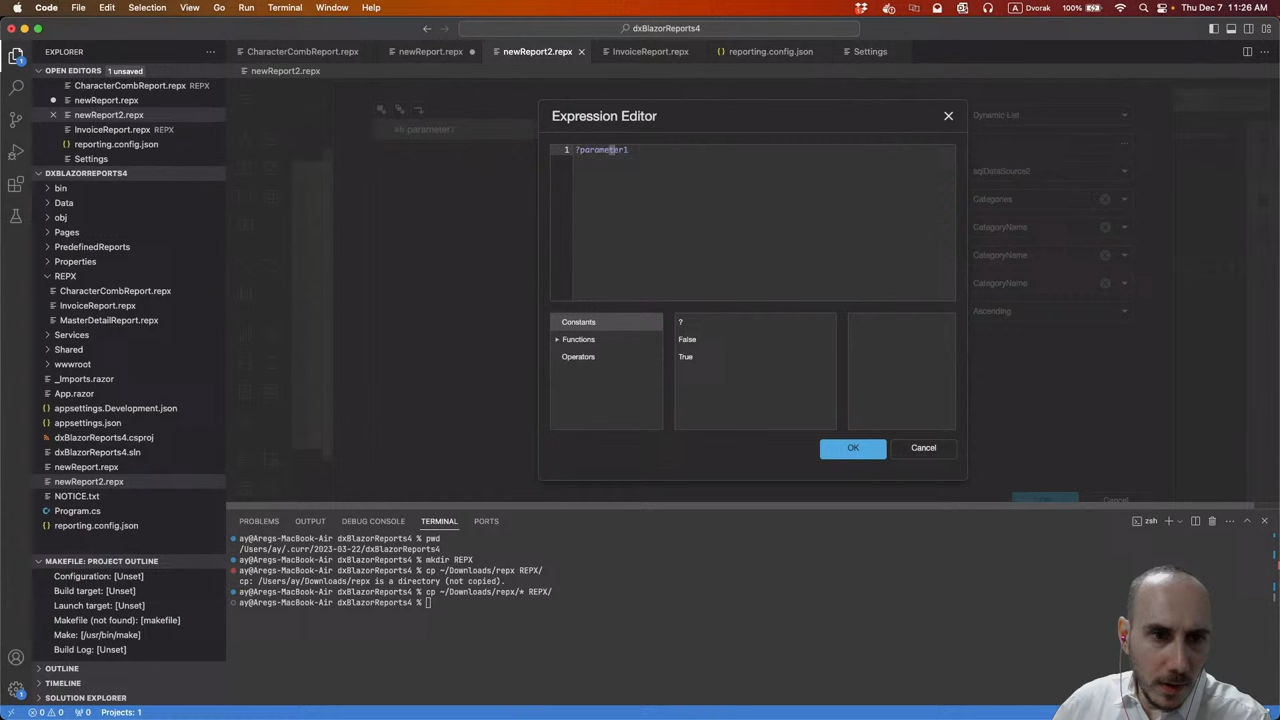 Code File Edit Selection View Go Run Terminal Window Help
Dvorak 100% Thu Dec 7 11:26 AM
dxBlazorReports4
EXPLORER
CharacterCombReport.repx newReport.repx newReport2.repx InvoiceReport.repx reporting.config.json Settings
OPEN EDITORS 1 unsaved
newReport2.repx
CharacterCombReport.repx REPX
newReport.repx
newReport2.repx
InvoiceReport.repx REPX
reporting.config.json
Settings
DXBLAZORREPORTS4
bin
Data
obj
Pages
PredefinedReports
Properties
REPX
CharacterCombReport.repx
InvoiceReport.repx
MasterDetailReport.repx
Services
Shared
wwwroot
_Imports.razor
App.razor
appsettings.Development.json
appsettings.json
dxBlazorReports4.csproj
dxBlazorReports4.sln
newReport.repx
newReport2.repx
NOTICE.txt
Program.cs
reporting.config.json
MAKEFILE: PROJECT OUTLINE
Configuration: [Unset]
Build target: [Unset]
Launch target: [Unset]
Makefile (not found): [makefile]
Make: [/usr/bin/make]
Build Log: [Unset]
OUTLINE
TIMELINE
SOLUTION EXPLORER
Expression Editor
1 ?parameter1
Constants
Functions
Operators
?
False
True
OK Cancel
Dynamic List
sqlDataSource2
Categories
CategoryName
CategoryName
CategoryName
Ascending
Cancel
PROBLEMS OUTPUT DEBUG CONSOLE TERMINAL PORTS
zsh
ay@Aregs-MacBook-Air dxBlazorReports4 % pwd
/Users/ay/.curr/2023-03-22/dxBlazorReports4
ay@Aregs-MacBook-Air dxBlazorReports4 % mkdir REPX
ay@Aregs-MacBook-Air dxBlazorReports4 % cp ~/Downloads/repx REPX/
cp: /Users/ay/Downloads/repx is a directory (not copied).
ay@Aregs-MacBook-Air dxBlazorReports4 % cp ~/Downloads/repx/* REPX/
ay@Aregs-MacBook-Air dxBlazorReports4 %
0 0 0 Projects: 1